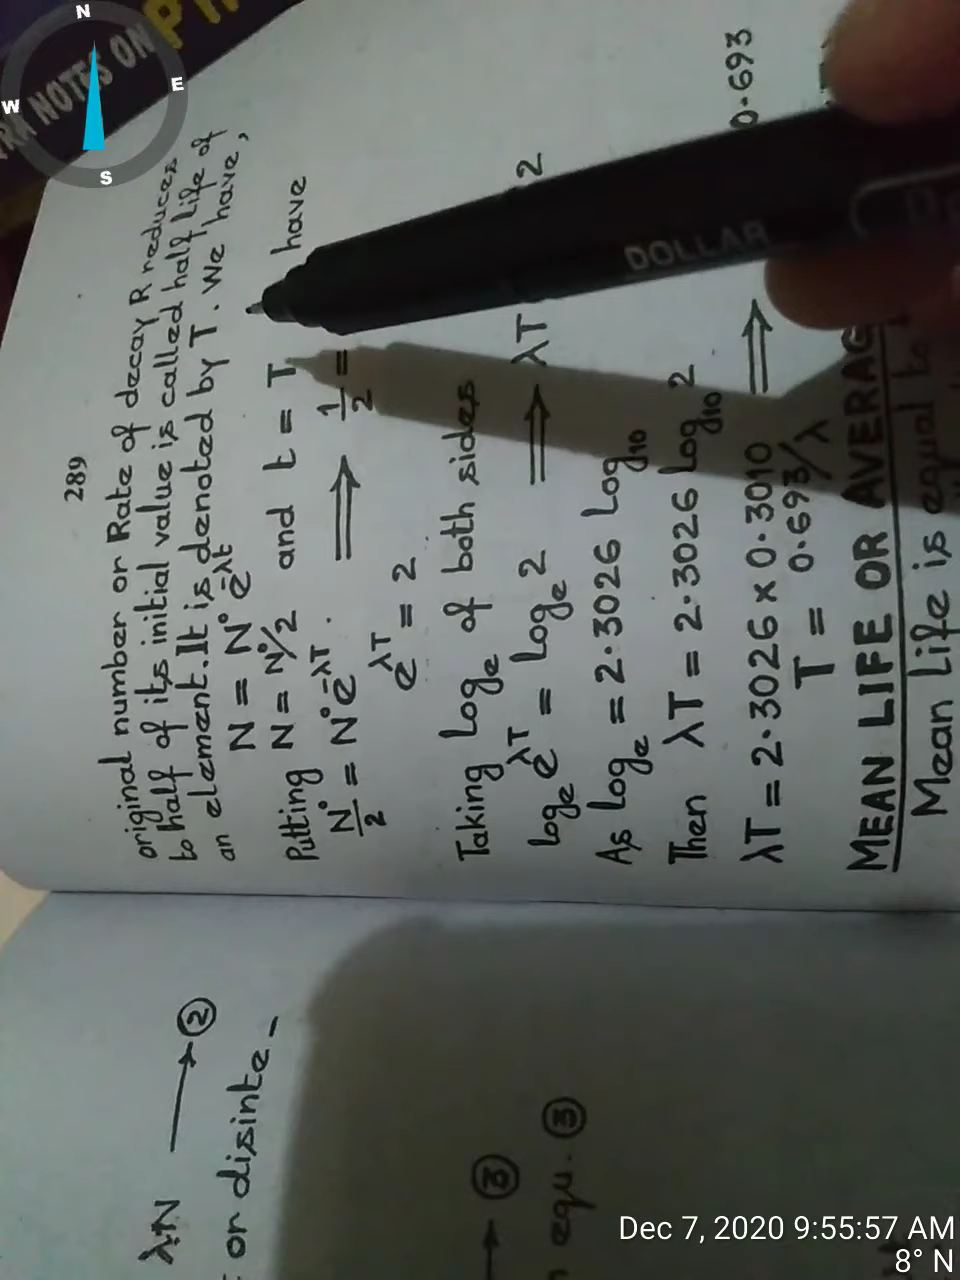 289
original number or Rate of decay R reduces
to half of its initial value is called half life of
an element. It is denoted by T. We have,
N = N° e^-λt
Putting N = N°/2 and t = T have
N°/2 = N° e^-λT. ⟹ 1/2 =
e^λT = 2
Taking Loge of both sides
loge e^λT = Loge 2 ⟹ λT 2
As Loge = 2.3026 Log10
Then λT = 2.3026 Log10 2
λT = 2.3026 x 0.3010 ⟹ 0.693
T = 0.693/λ
MEAN LIFE OR AVERAG
Mean Life is equal to
λN → ②
or disinte-
→ ③
equ. ③
NOTES ON
DOLLAR
N
E
S
W
Dec 7, 2020 9:55:57 AM
8° N